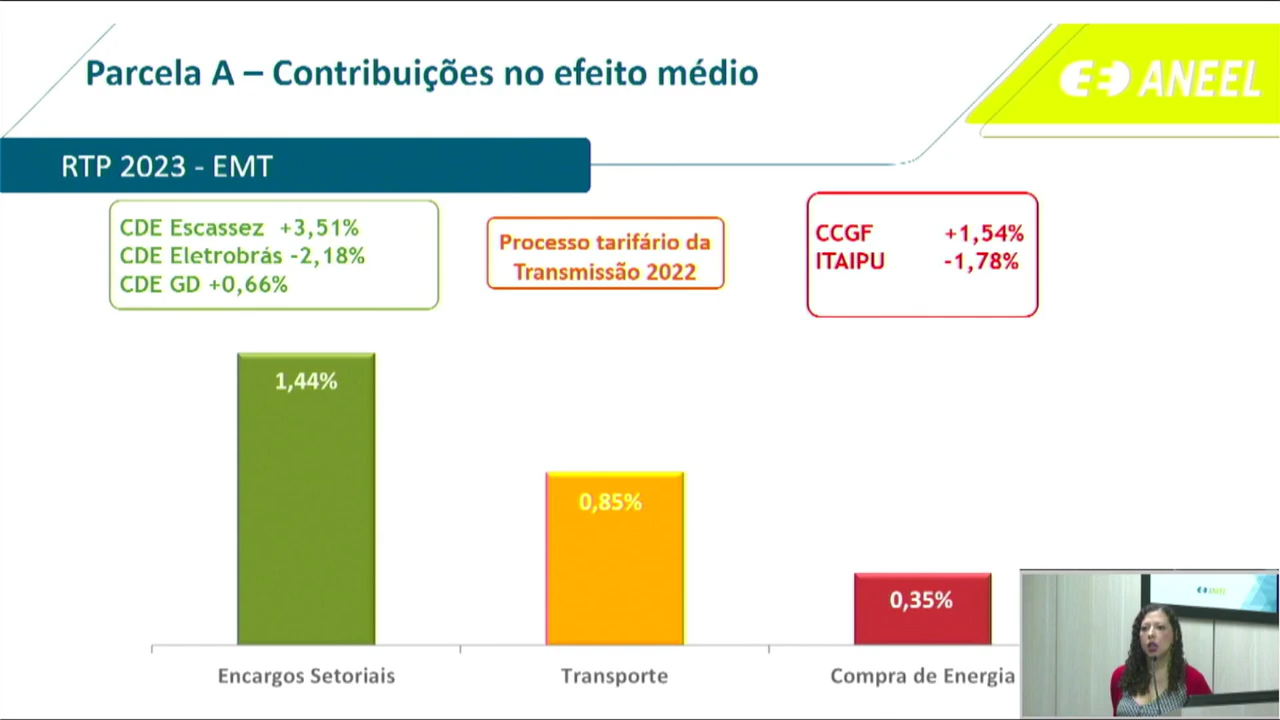 Parcela A – Contribuições no efeito médio
ANEEL
RTP 2023 - EMT
CDE Escassez +3,51%
CDE Eletrobrás -2,18%
CDE GD +0,66%
Processo tarifário da
Transmissão 2022
CCGF +1,54%
ITAIPU -1,78%
1,44%
0,85%
0,35%
Encargos Setoriais
Transporte
Compra de Energia
ANEEL